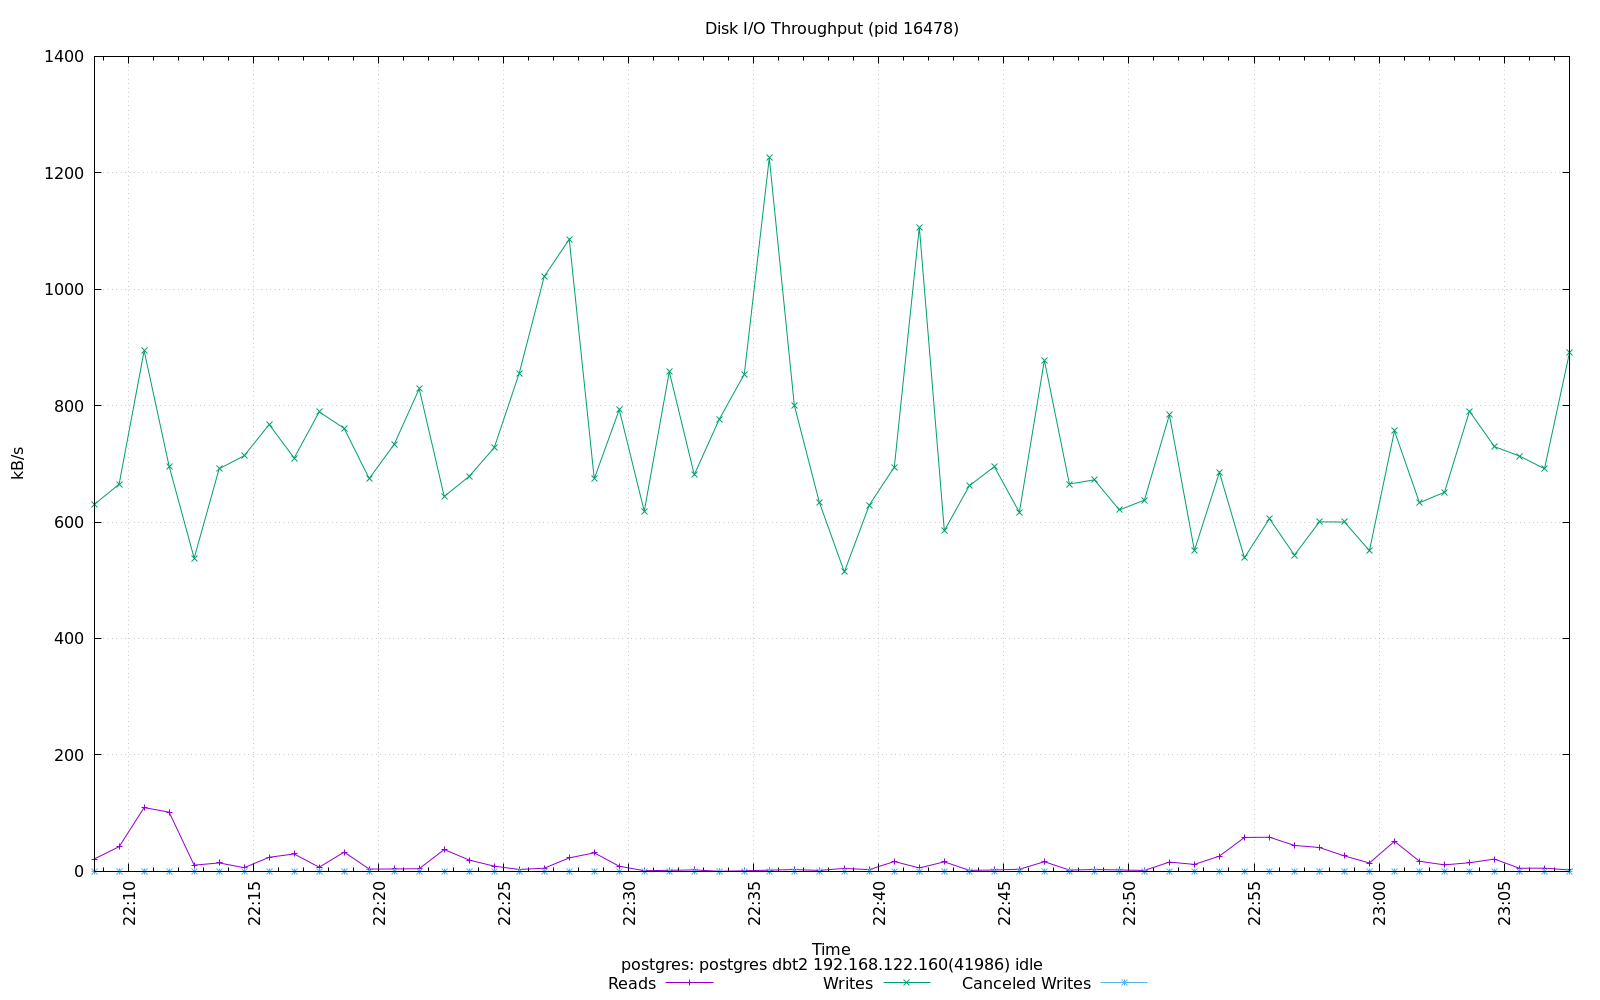 Disk I/O Throughput (pid 16478)
1400
1200
1000
800
600
400
200
0
kB/s
22:10 22:15 22:20 22:25 22:30 22:35 22:40 22:45 22:50 22:55 23:00 23:05
Time
postgres: postgres dbt2 192.168.122.160(41986) idle
Reads Writes Canceled Writes